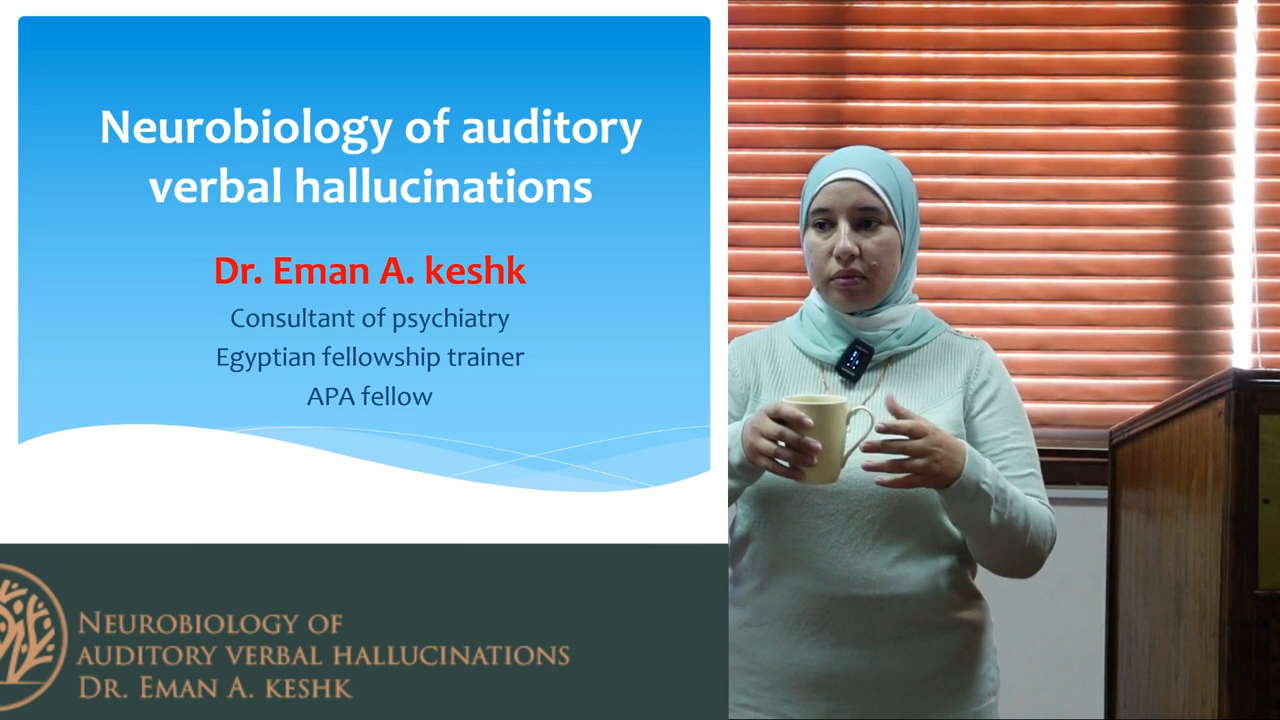 Neurobiology of auditory
verbal hallucinations
Dr. Eman A. keshk
Consultant of psychiatry
Egyptian fellowship trainer
APA fellow
NEUROBIOLOGY OF
AUDITORY VERBAL HALLUCINATIONS
DR. EMAN A. KESHK